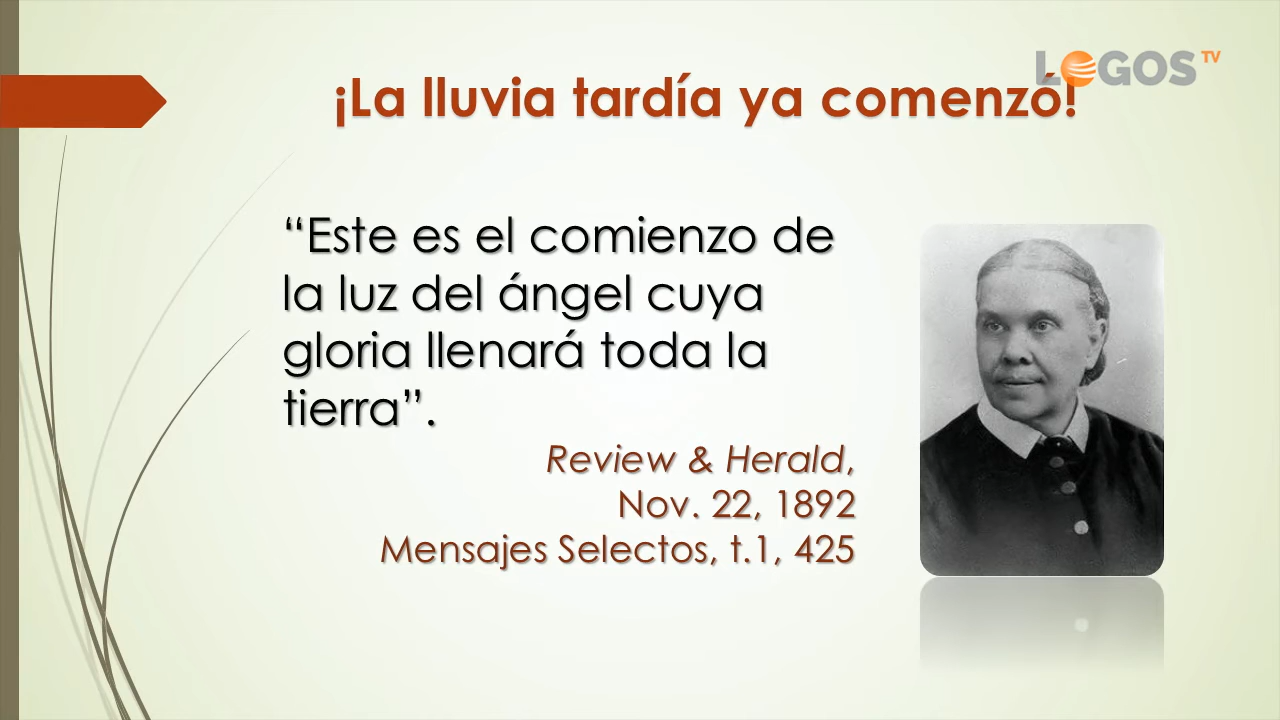 LOGOS TV
¡La lluvia tardía ya comenzó!
“Este es el comienzo de
la luz del ángel cuya
gloria llenará toda la
tierra”.
Review & Herald,
Nov. 22, 1892
Mensajes Selectos, t.1, 425